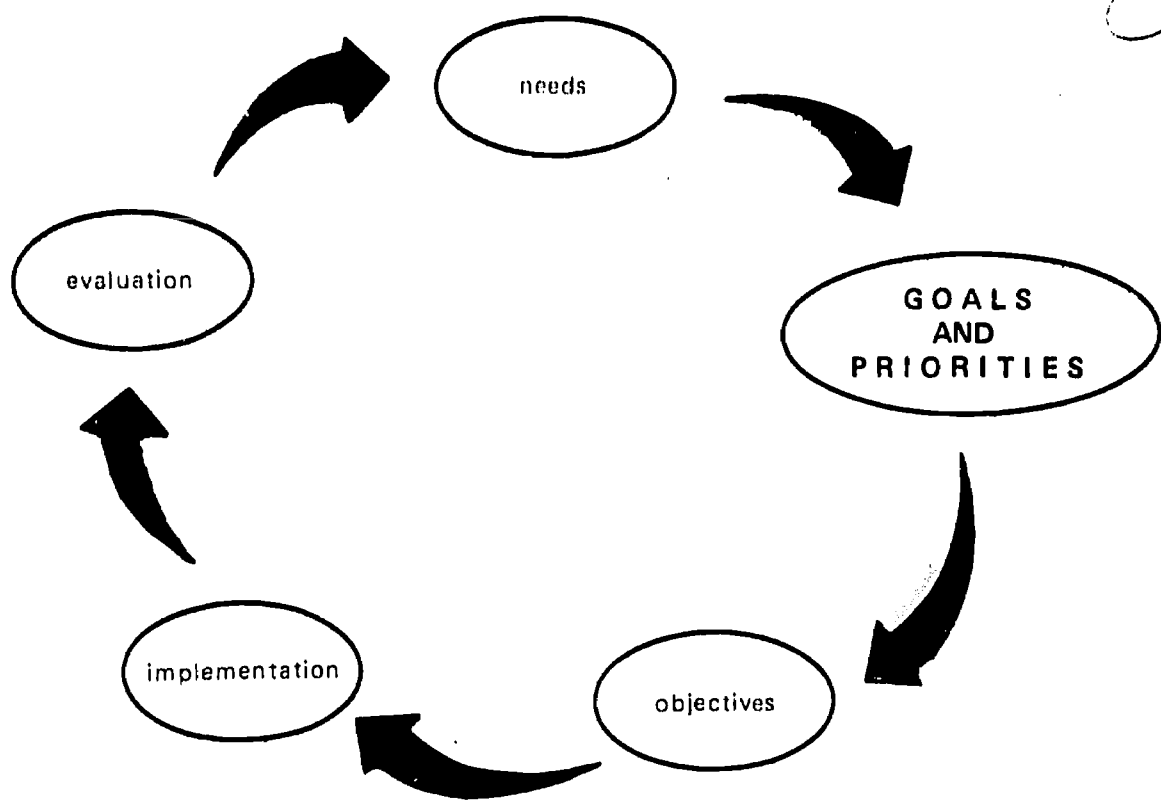 needs
evaluation
GOALS
AND
PRIORITIES
implementation
objectives